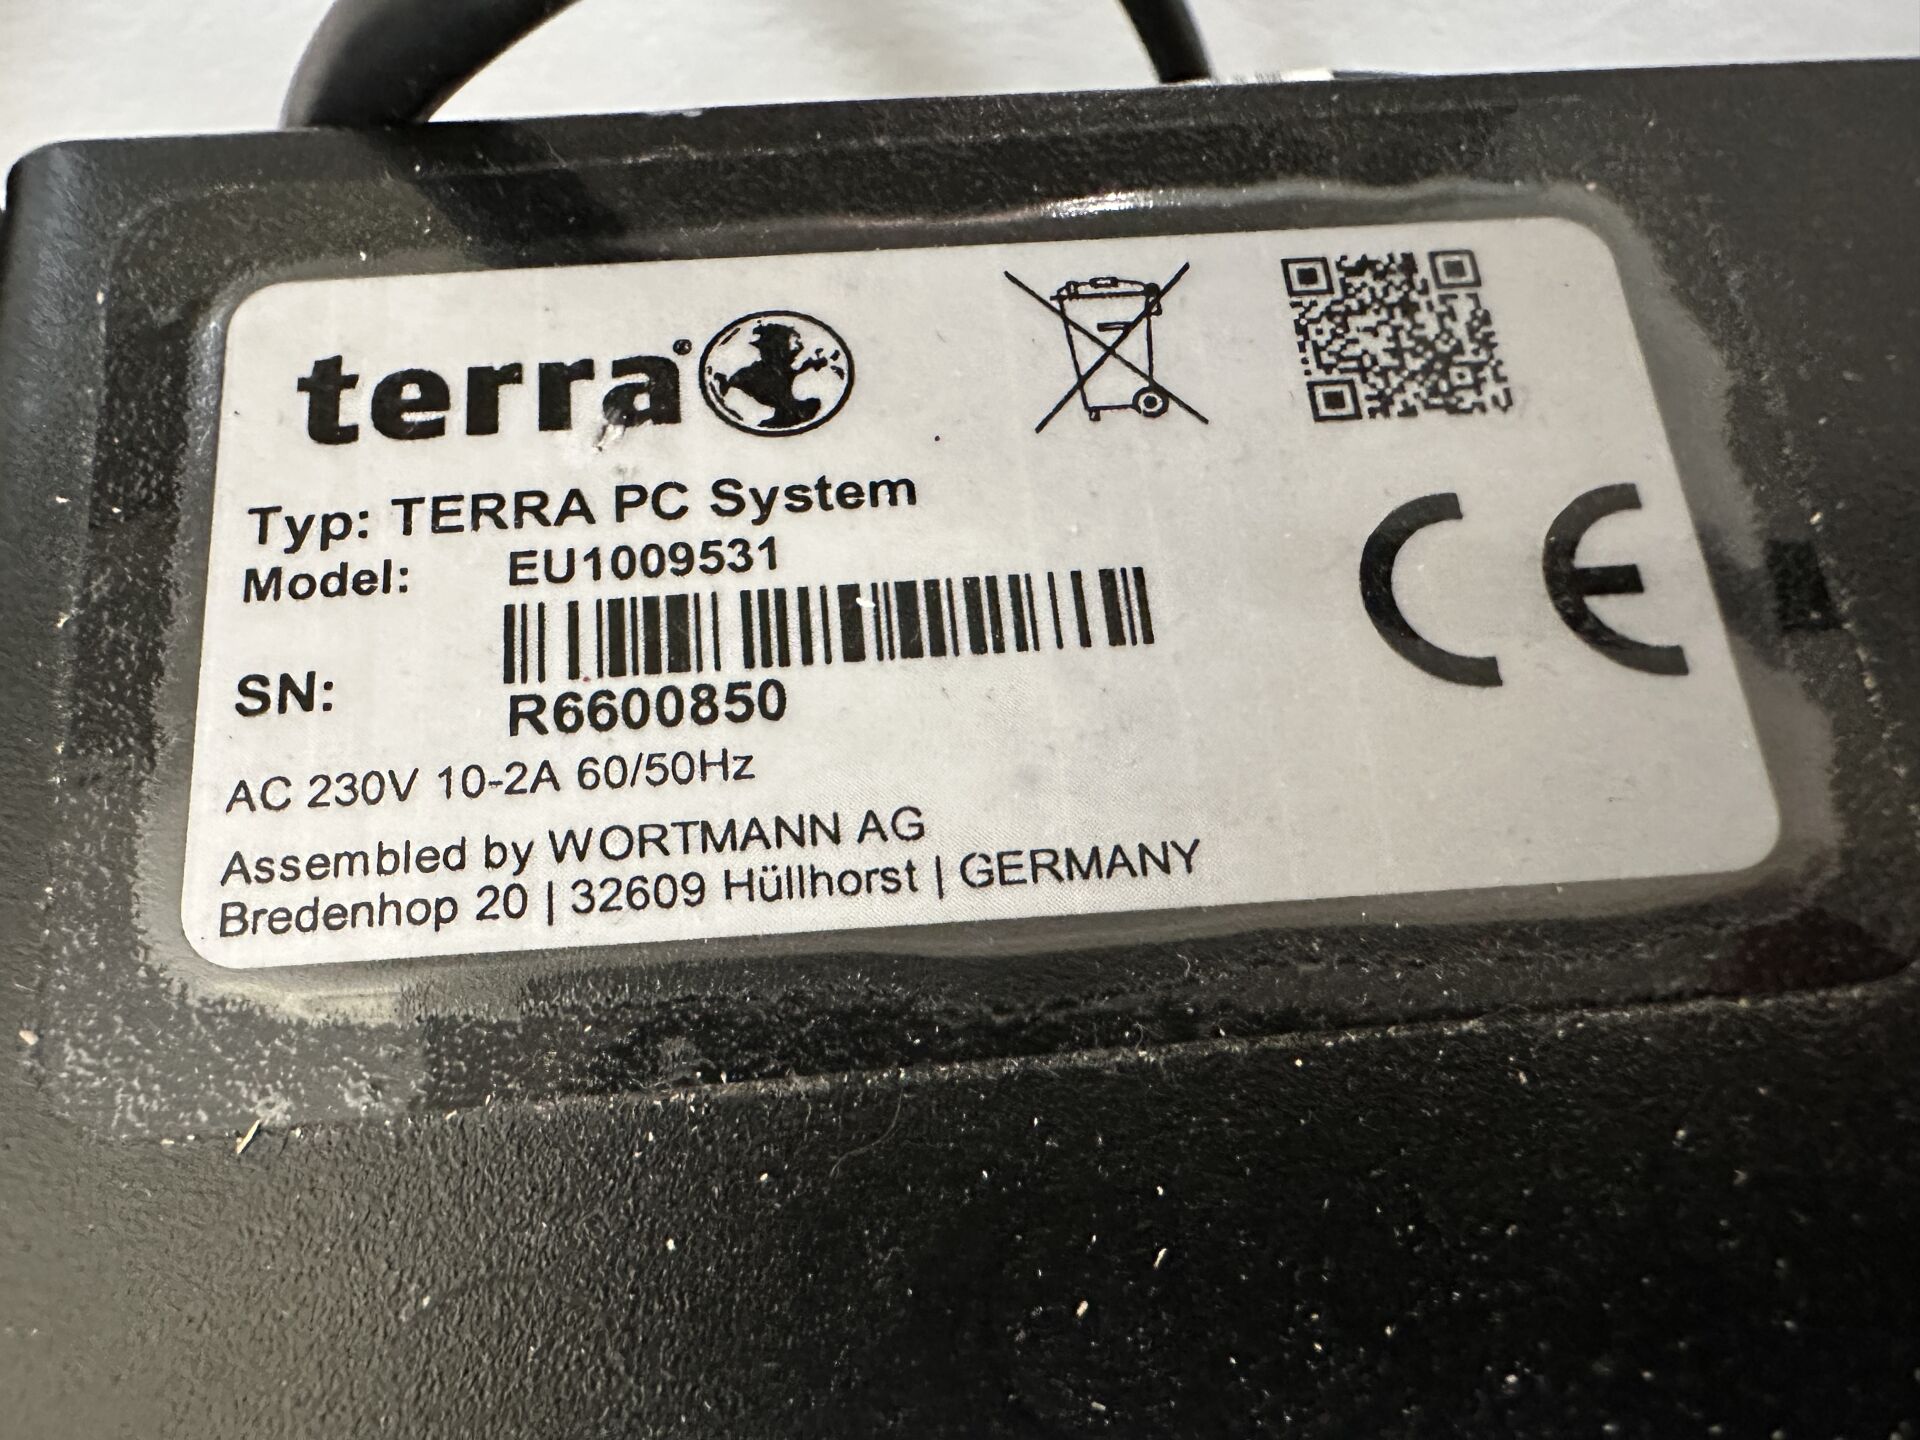 terra®
Typ: TERRA PC System
Model: EU1009531
SN: R6600850
AC 230V 10-2A 60/50Hz
Assembled by WORTMANN AG
Bredenhop 20 | 32609 Hüllhorst | GERMANY
CE